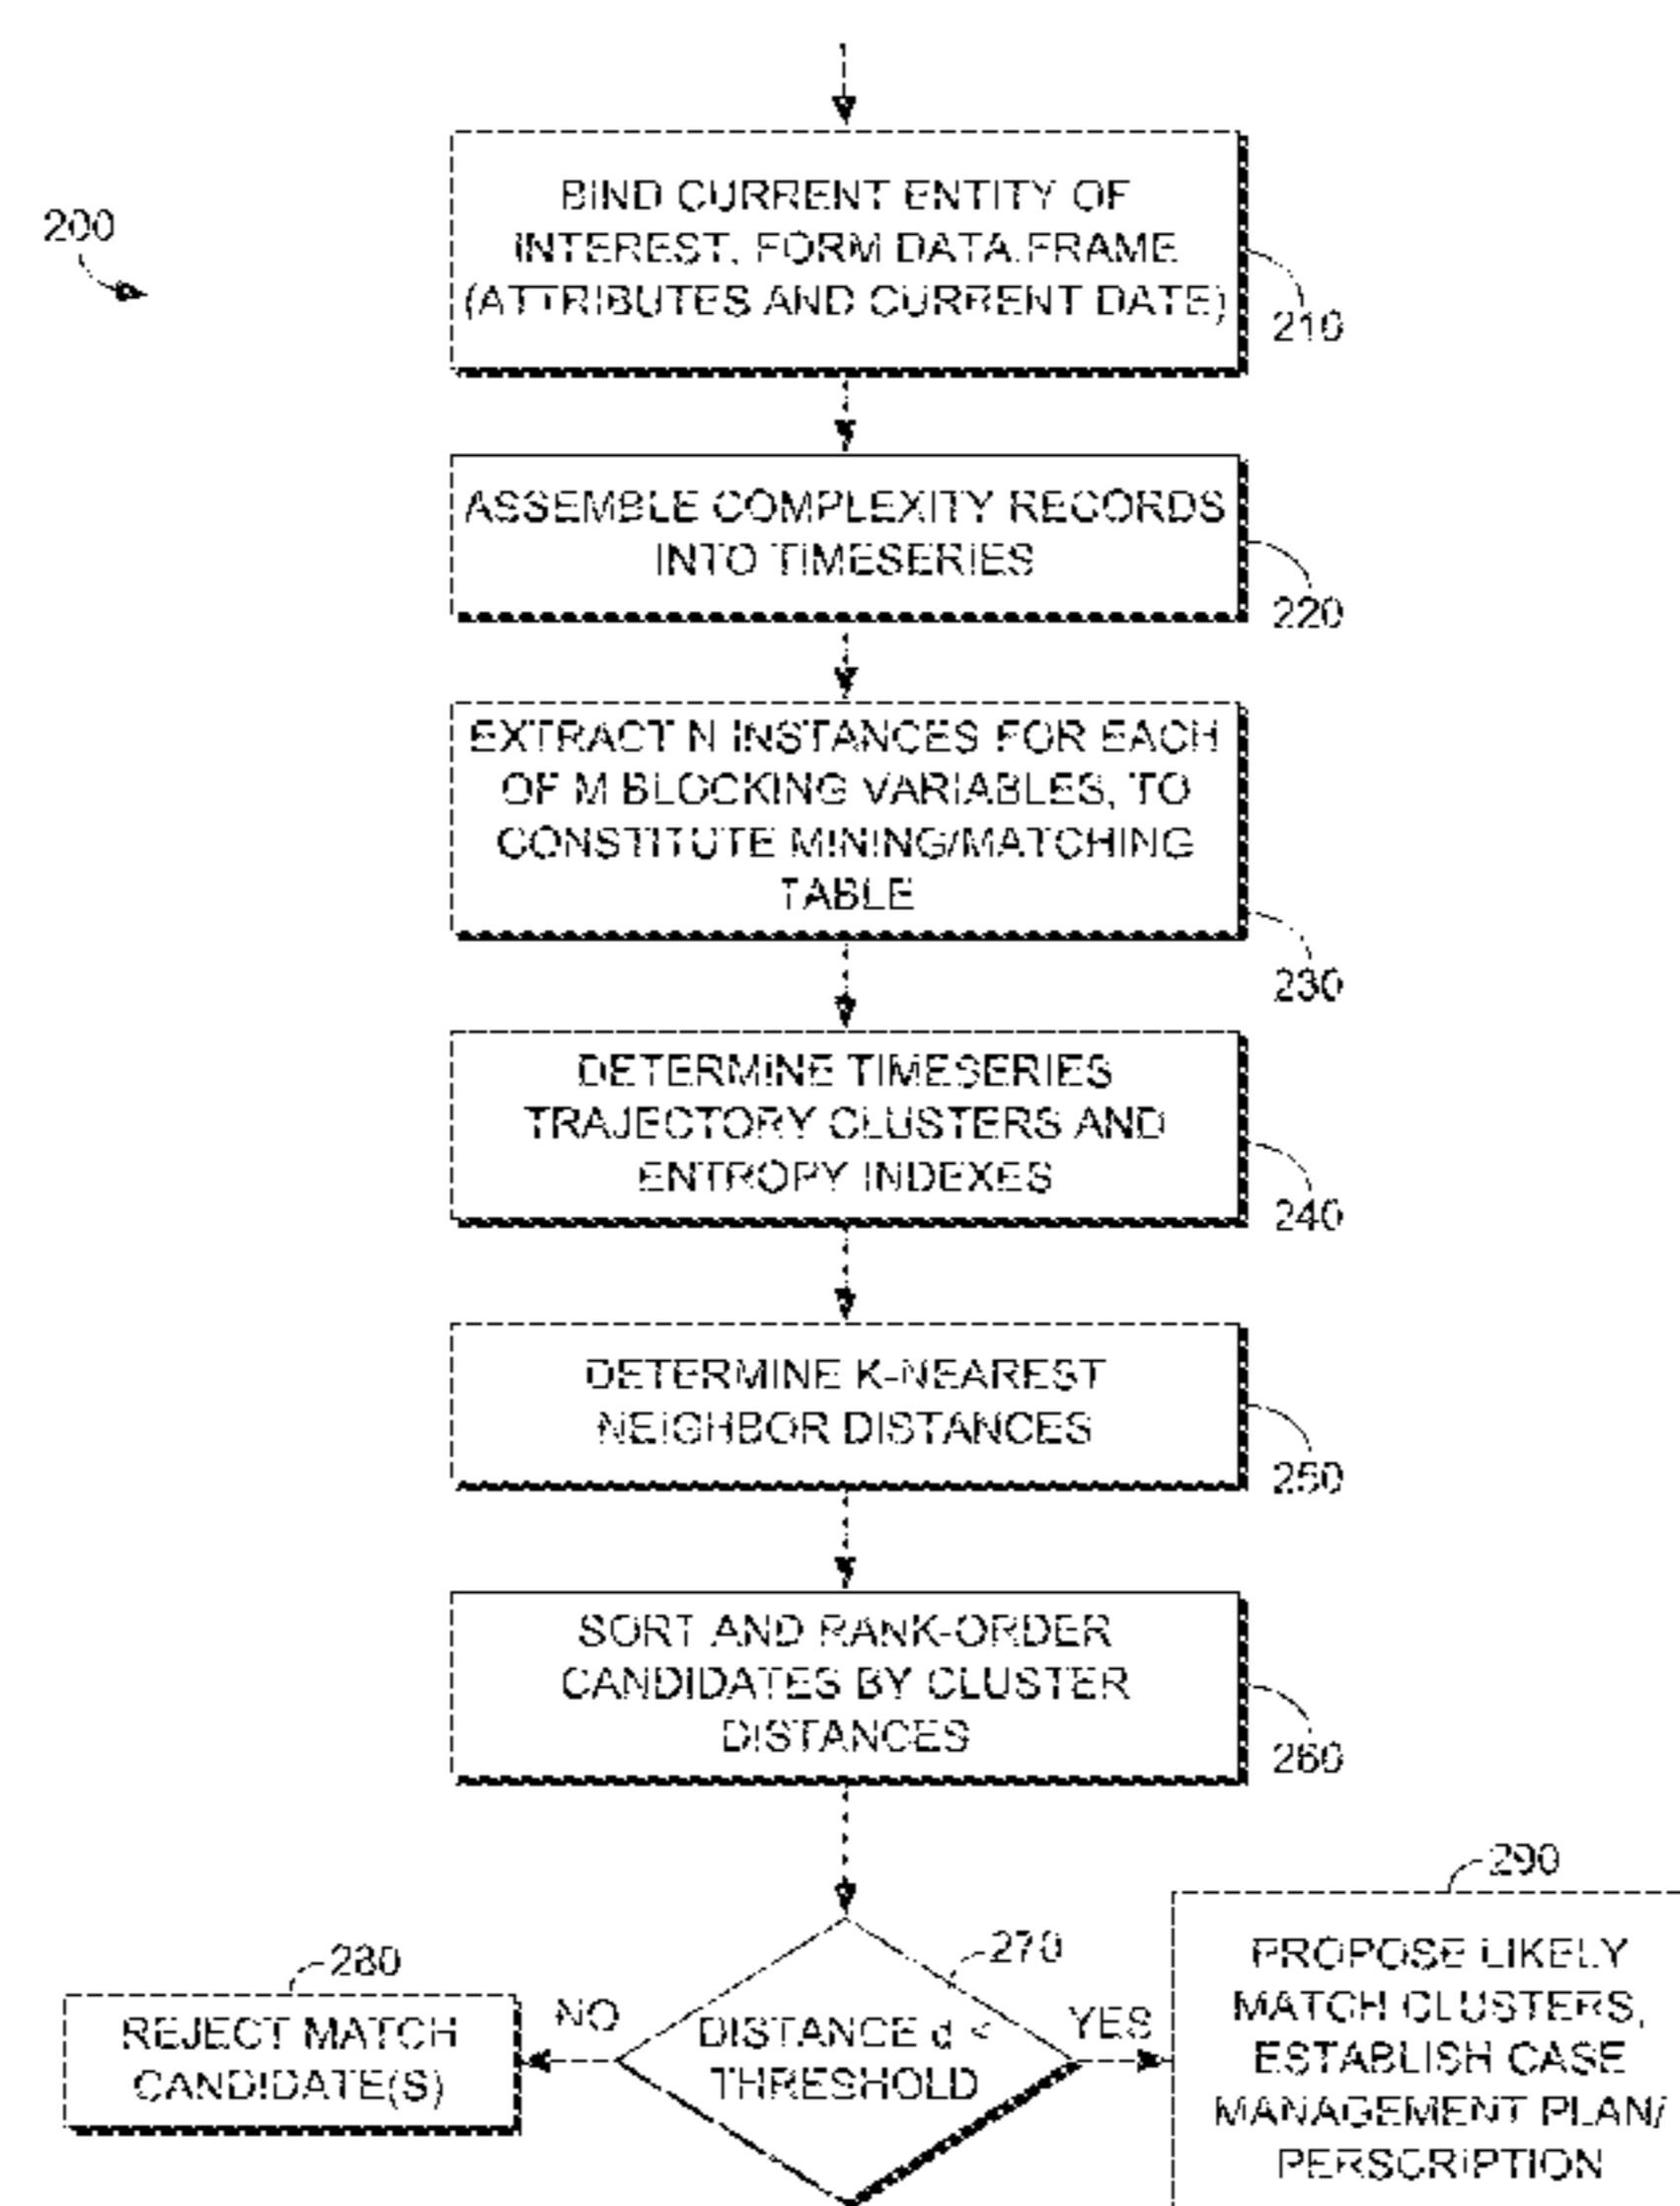 200
BIND CURRENT ENTITY OF
INTEREST, FORM DATA.FRAME
(ATTRIBUTES AND CURRENT DATE)
210
ASSEMBLE COMPLEXITY RECORDS
INTO TIMESERIES
220
EXTRACT N INSTANCES FOR EACH
OF M BLOCKING VARIABLES, TO
CONSTITUTE MINING/MATCHING
TABLE
230
DETERMINE TIMESERIES
TRAJECTORY CLUSTERS AND
ENTROPY INDEXES
240
DETERMINE K-NEAREST
NEIGHBOR DISTANCES
250
SORT AND RANK-ORDER
CANDIDATES BY CLUSTER
DISTANCES
260
270
DISTANCE d <
THRESHOLD
NO
280
REJECT MATCH
CANDIDATE(S)
YES
290
PROPOSE LIKELY
MATCH CLUSTERS,
ESTABLISH CASE
MANAGEMENT PLAN/
PERSCRIPTION